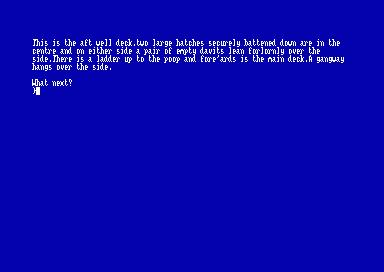 This is the aft well deck,two large hatches securely battened down are in the
centre and on either side a pair of empty davits lean forlornly over the
side.There is a ladder up to the poop and fore'ards is the main deck.A gangway
hangs over the side.
What next?
}